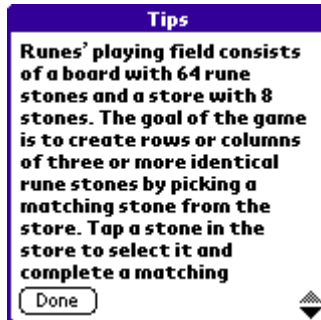 Tips
Runes' playing field consists
of a board with 64 rune
stones and a store with 8
stones. The goal of the game
is to create rows or columns
of three or more identical
rune stones by picking a
matching stone from the
store. Tap a stone in the
store to select it and
complete a matching
Done